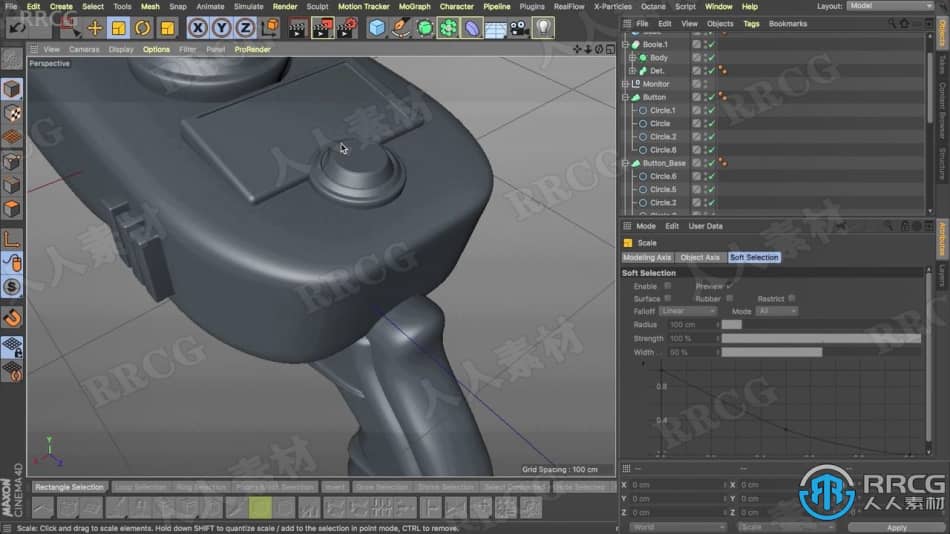 File Edit Create Select Tools Mesh Snap Animate Simulate Render Sculpt Motion Tracker MoGraph Character Pipeline Plugins RealFlow X-Particles Octane Script Window Help Layout: Model
X Y Z
File Edit View Objects Tags Bookmarks
View Cameras Display Options Filter Panel ProRender
Perspective
Boole.1
Body
Det.
Monitor
Button
Circle.1
Circle
Circle.2
Circle.6
Button_Base
Circle.6
Circle.5
Circle.2
Objects
Takes
Content Browser
Structure
Mode Edit User Data
Scale
Modeling Axis Object Axis Soft Selection
Soft Selection
Enable Preview
Surface Rubber Restrict
Falloff Linear Mode All
Radius 100 cm
Strength 100 %
Width 50 %
0.8
0.4
Attributes
Layers
Grid Spacing : 100 cm
Y
X
Z
Rectangle Selection Loop Selection Ring Selection
Invert Grow Selection Shrink Selection
X 0 cm X 0 cm
Y 0 cm Y 0 cm
Z 0 cm Z 0 cm
World Scale Apply
MAXON
CINEMA 4D
Scale: Click and drag to scale elements. Hold down SHIFT to quantize scale / add to the selection in point mode, CTRL to remove.
RRCG
人人素材